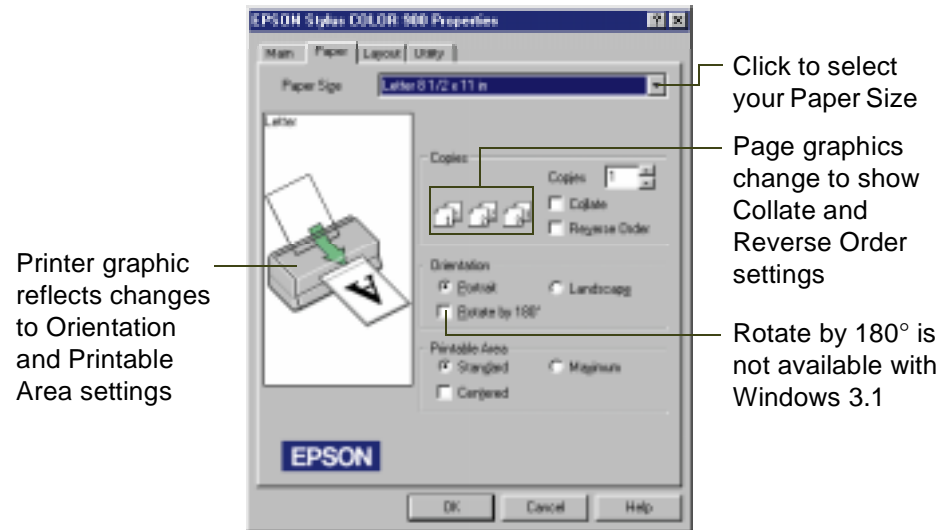 EPSON Stylus COLOR 900 Properties
Main Paper Layout Utility
Paper Size Letter 8 1/2 x 11 in
Click to select
your Paper Size
Letter
Copies
Copies 1
Collate
Reverse Order
Page graphics
change to show
Collate and
Reverse Order
settings
Printer graphic
reflects changes
to Orientation
and Printable
Area settings
A
Orientation
Portrait Landscape
Rotate by 180°
Rotate by 180° is
not available with
Windows 3.1
Printable Area
Standard Maximum
Centered
EPSON
OK Cancel Help